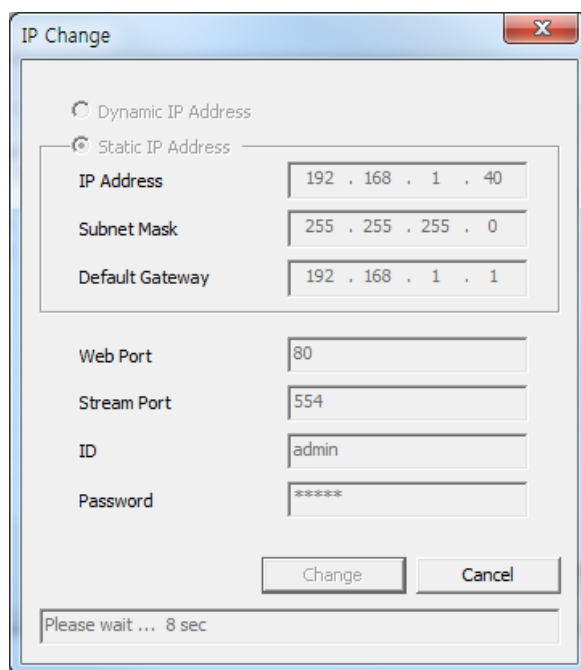 IP Change
Dynamic IP Address
Static IP Address
IP Address 192 . 168 . 1 . 40
Subnet Mask 255 . 255 . 255 . 0
Default Gateway 192 . 168 . 1 . 1
Web Port 80
Stream Port 554
ID admin
Password *****
Change Cancel
Please wait ... 8 sec